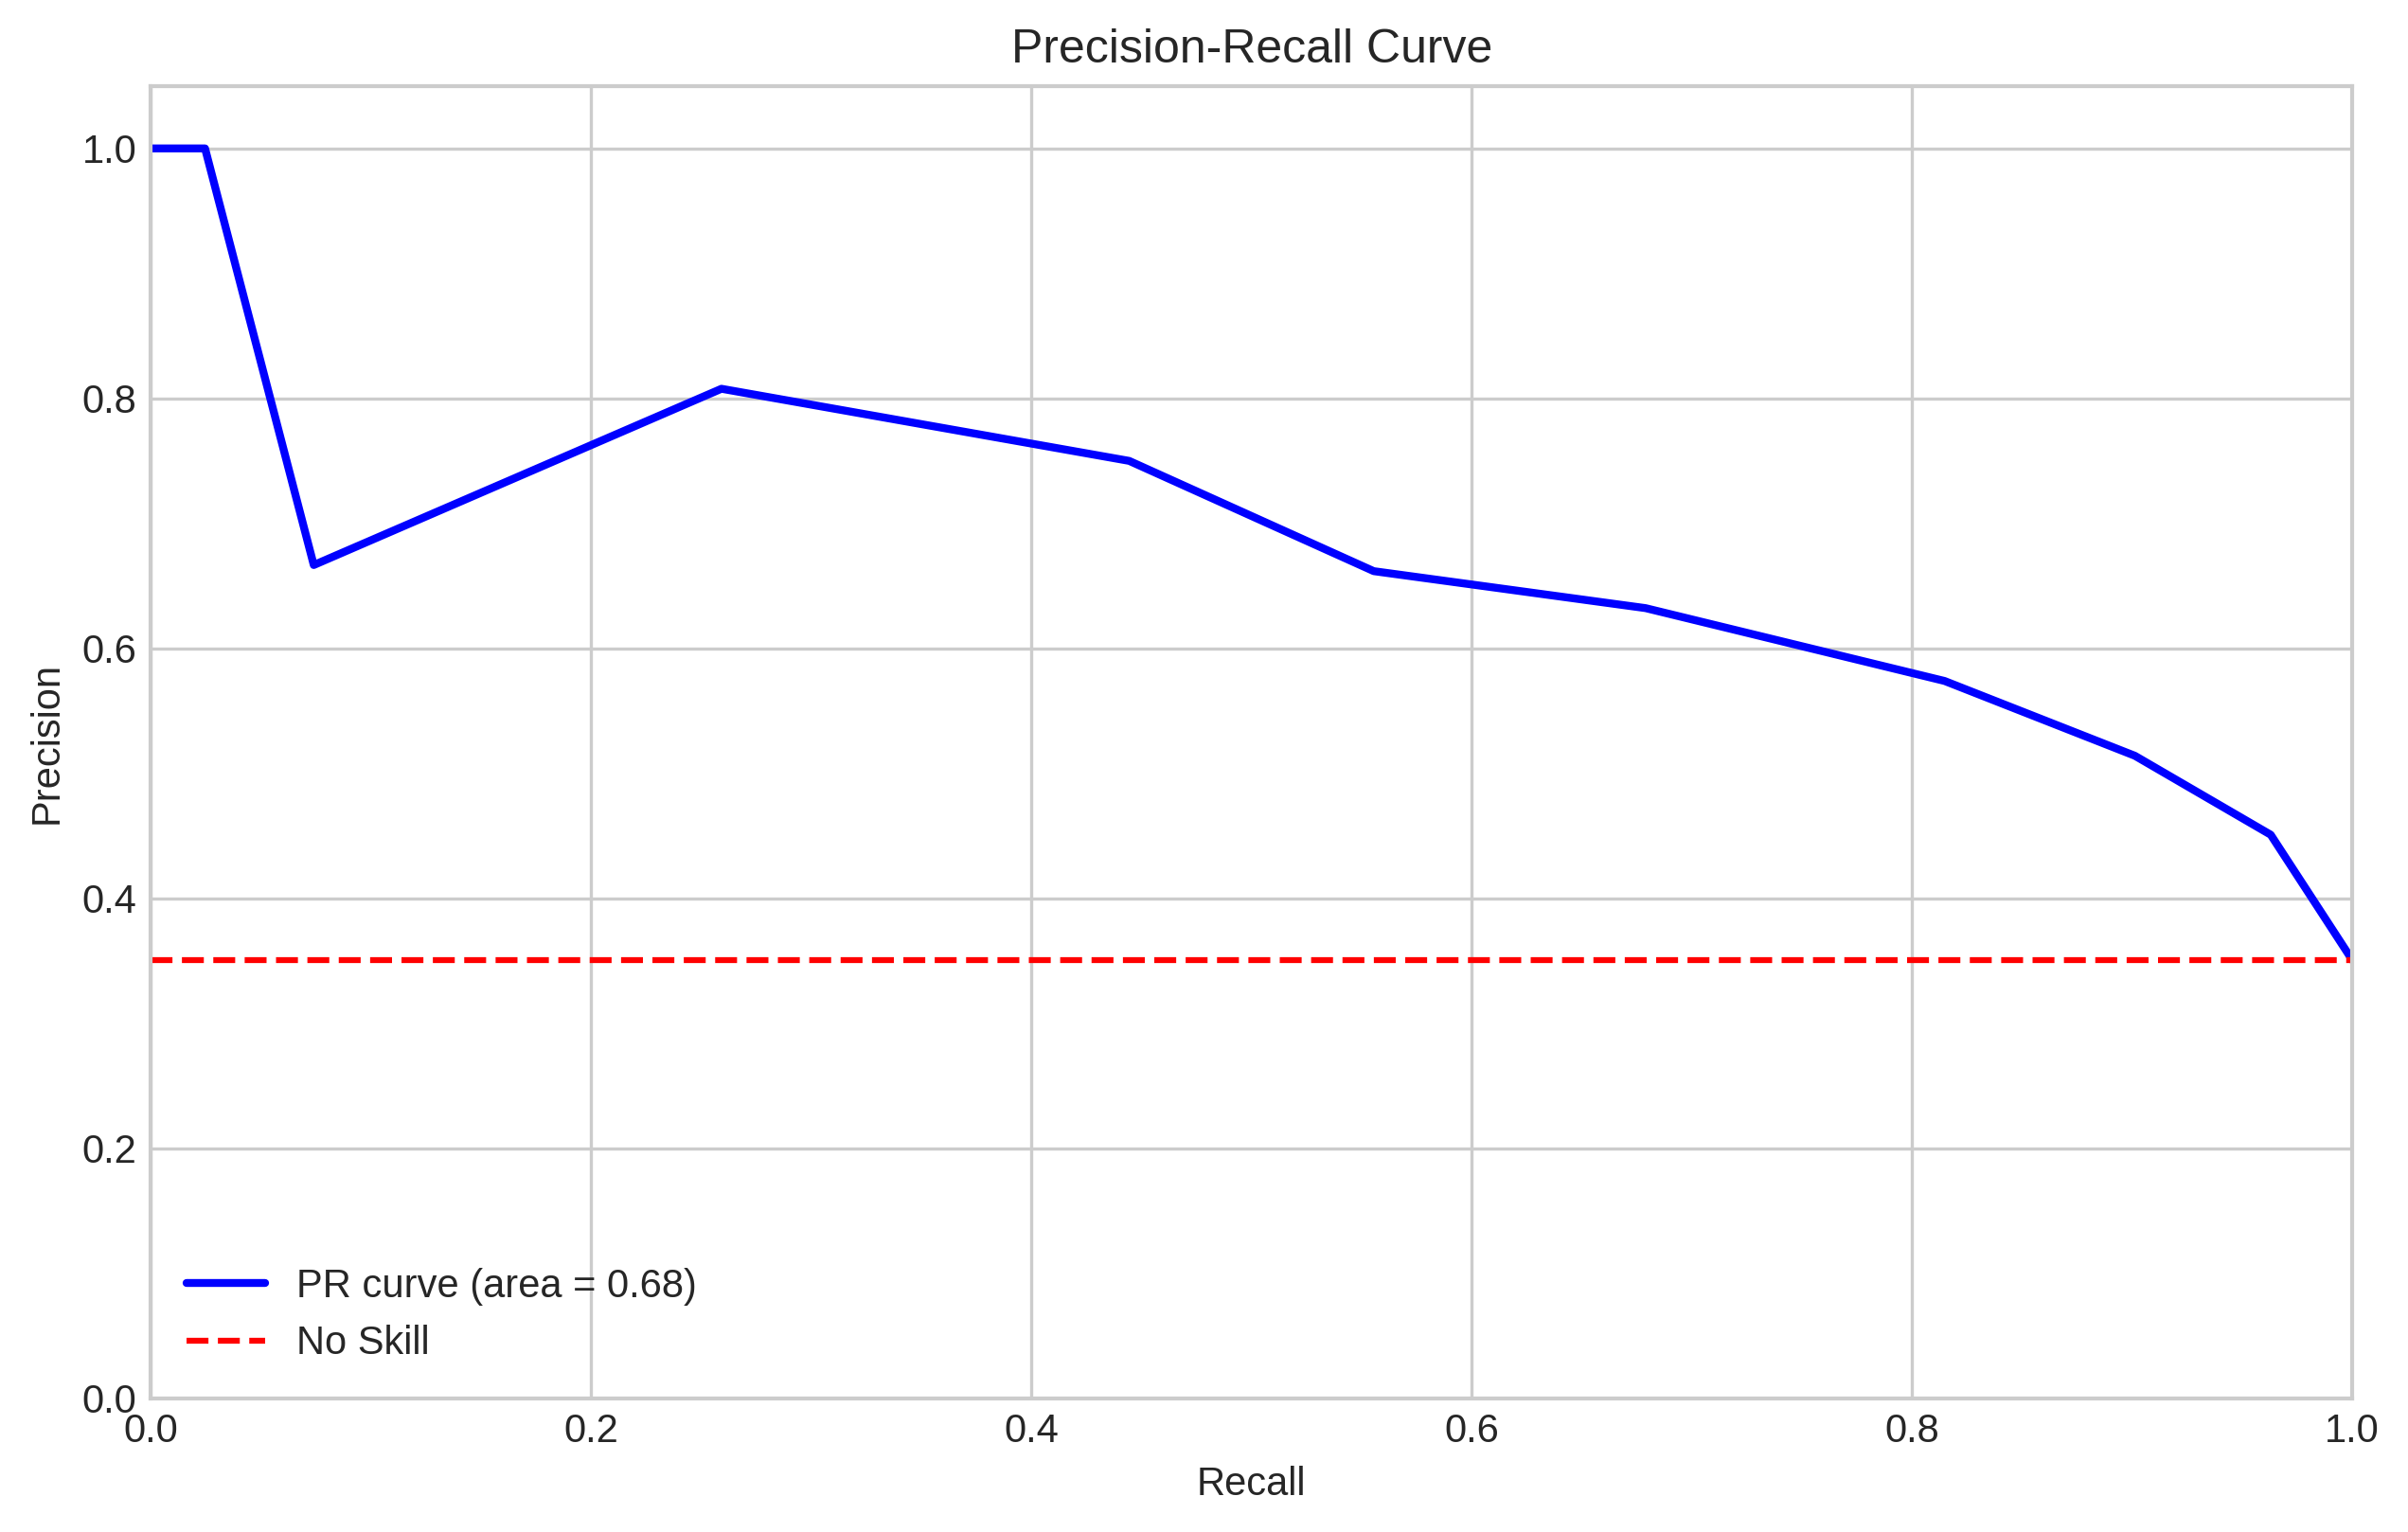 Precision-Recall Curve
1.0
0.8
0.6
0.4
0.2
0.0
Precision
PR curve (area = 0.68)
No Skill
0.0 0.2 0.4 0.6 0.8 1.0
Recall